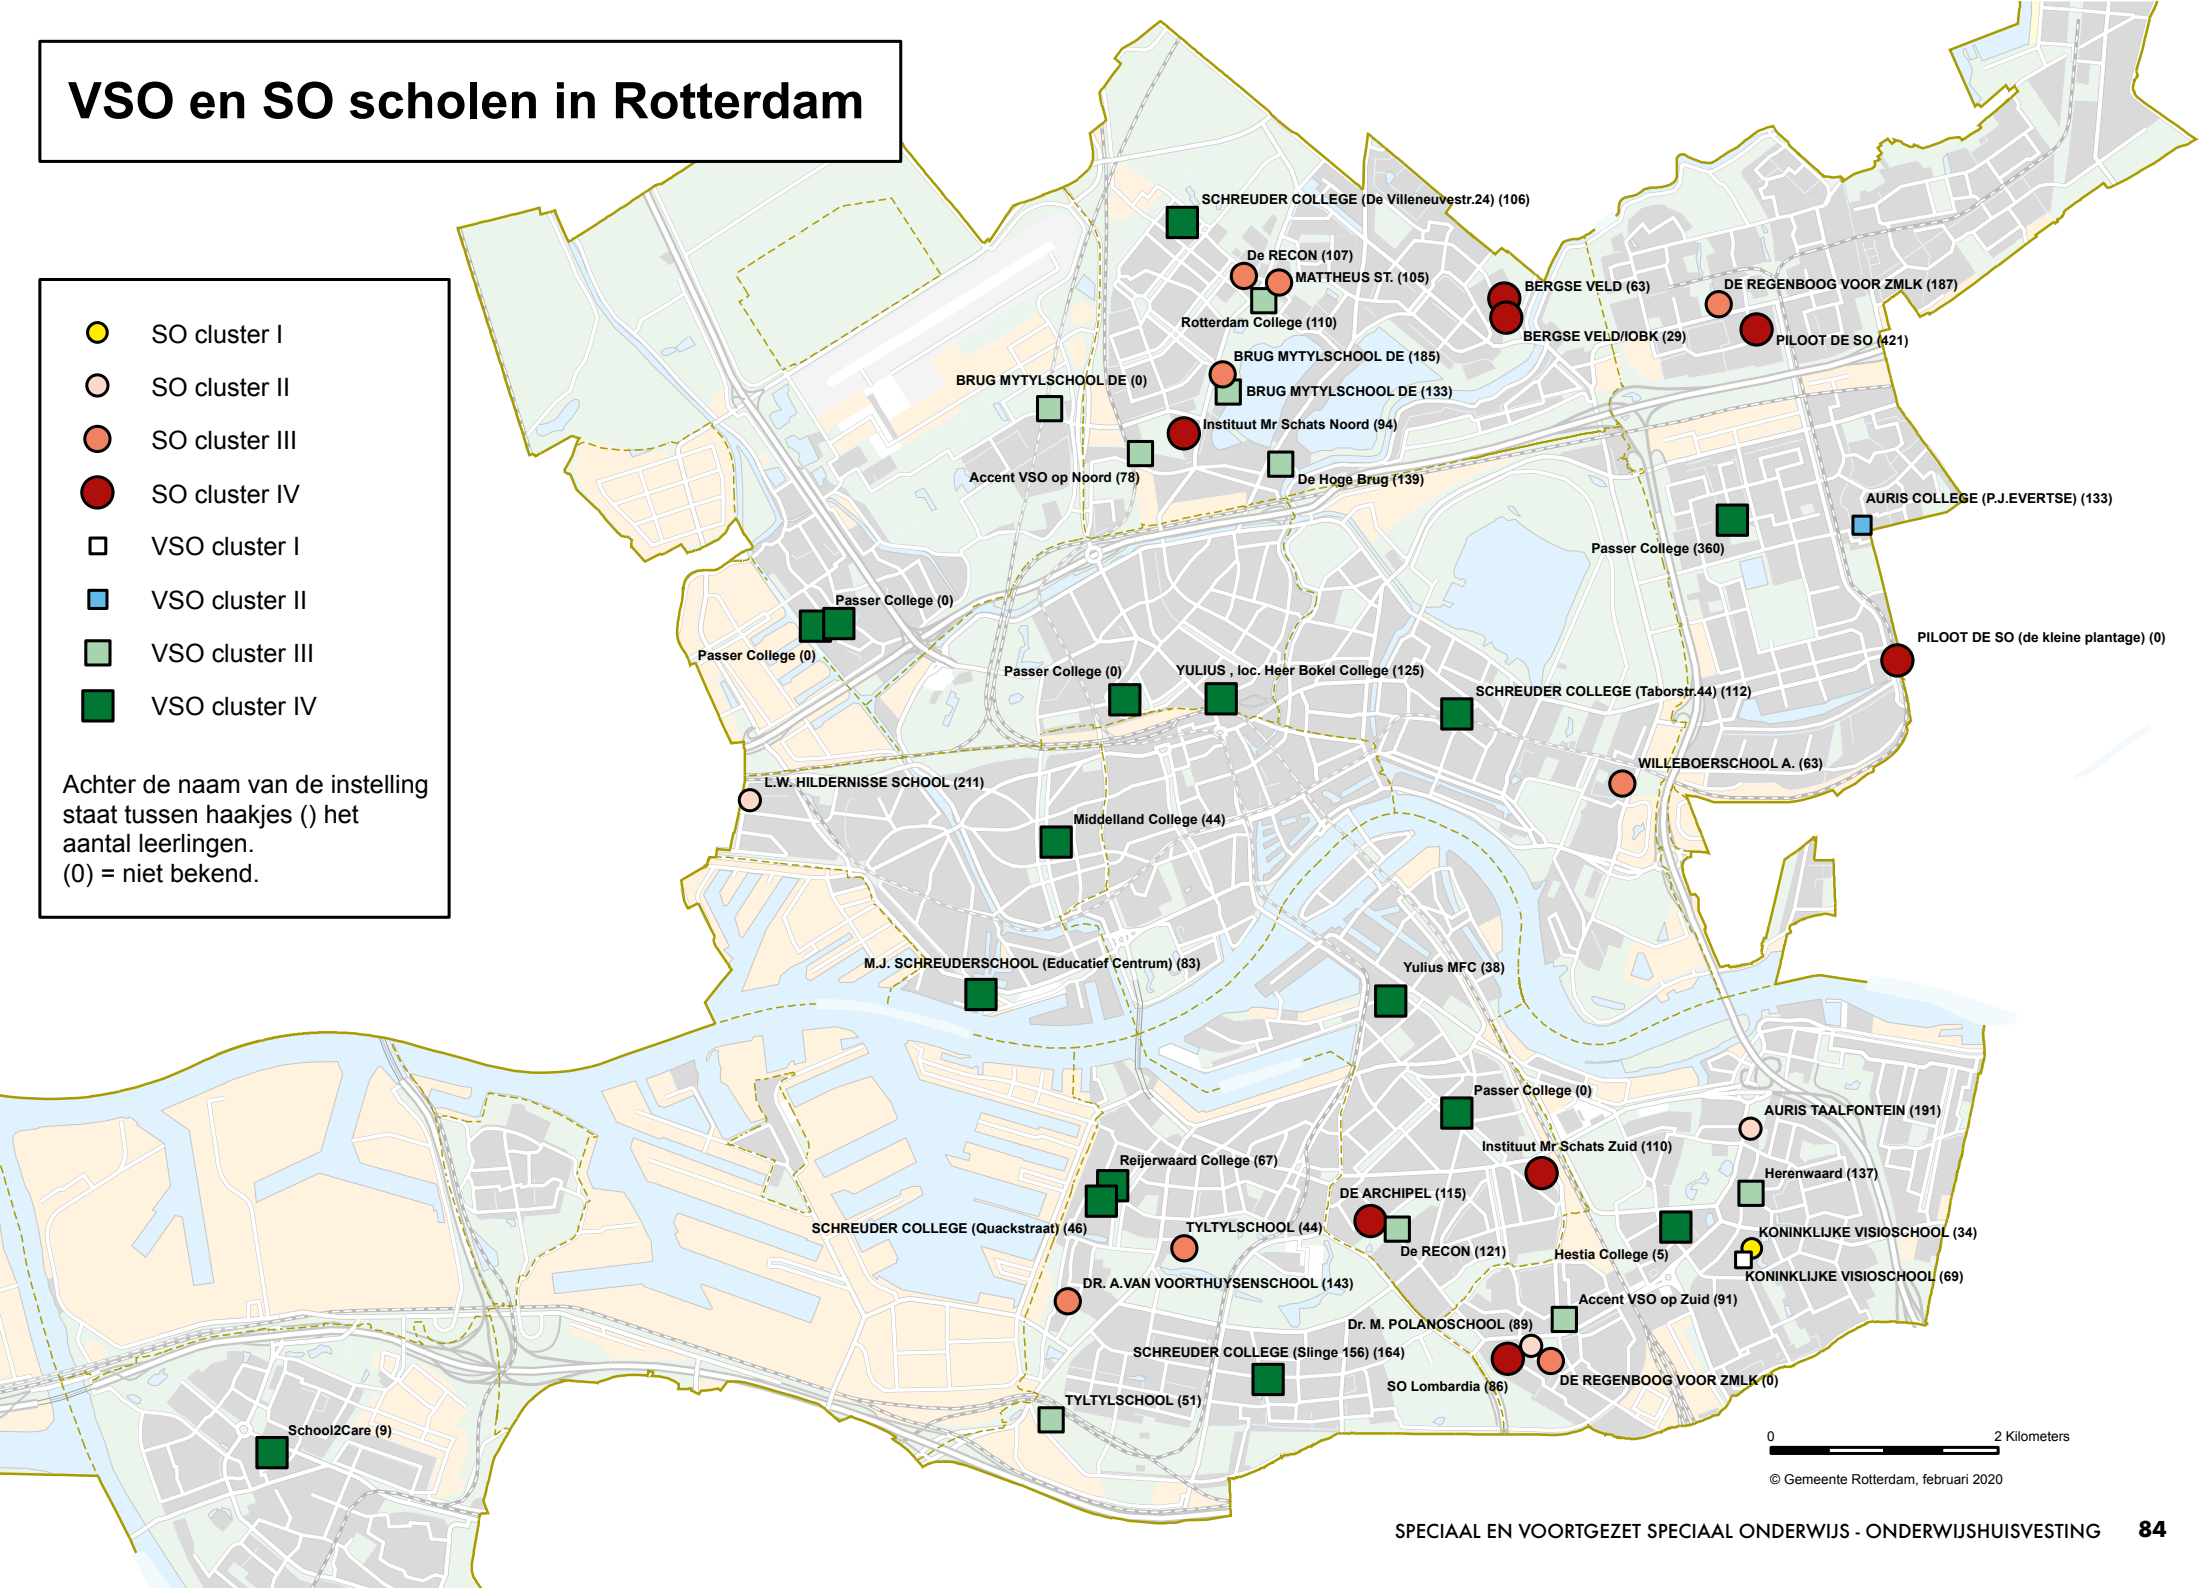 VSO en SO scholen in Rotterdam
SO cluster I
SO cluster II
SO cluster III
SO cluster IV
VSO cluster I
VSO cluster II
VSO cluster III
VSO cluster IV
Achter de naam van de instelling
staat tussen haakjes () het
aantal leerlingen.
(0) = niet bekend.
SCHREUDER COLLEGE (De Villeneuvestr.24) (106)
De RECON (107)
MATTHEUS ST. (105)
Rotterdam College (110)
BERGSE VELD (63)
BERGSE VELD/IOBK (29)
DE REGENBOOG VOOR ZMLK (187)
PILOOT DE SO (421)
BRUG MYTYLSCHOOL DE (185)
BRUG MYTYLSCHOOL DE (0)
BRUG MYTYLSCHOOL DE (133)
Instituut Mr Schats Noord (94)
Accent VSO op Noord (78)
De Hoge Brug (139)
AURIS COLLEGE (P.J.EVERTSE) (133)
Passer College (360)
Passer College (0)
Passer College (0)
PILOOT DE SO (de kleine plantage) (0)
Passer College (0)
YULIUS , loc. Heer Bokel College (125)
SCHREUDER COLLEGE (Taborstr.44) (112)
WILLEBOERSCHOOL A. (63)
L.W. HILDERNISSE SCHOOL (211)
Middelland College (44)
M.J. SCHREUDERSCHOOL (Educatief Centrum) (83)
Yulius MFC (38)
Passer College (0)
AURIS TAALFONTEIN (191)
Instituut Mr Schats Zuid (110)
Reijerwaard College (67)
Herenwaard (137)
DE ARCHIPEL (115)
SCHREUDER COLLEGE (Quackstraat) (46)
TYLTYLSCHOOL (44)
KONINKLIJKE VISIOSCHOOL (34)
De RECON (121)
Hestia College (5)
KONINKLIJKE VISIOSCHOOL (69)
DR. A.VAN VOORTHUYSENSCHOOL (143)
Accent VSO op Zuid (91)
Dr. M. POLANOSCHOOL (89)
SCHREUDER COLLEGE (Slinge 156) (164)
DE REGENBOOG VOOR ZMLK (0)
SO Lombardia (86)
TYLTYLSCHOOL (51)
School2Care (9)
0 2 Kilometers
© Gemeente Rotterdam, februari 2020
SPECIAAL EN VOORTGEZET SPECIAAL ONDERWIJS - ONDERWIJSHUISVESTING 84